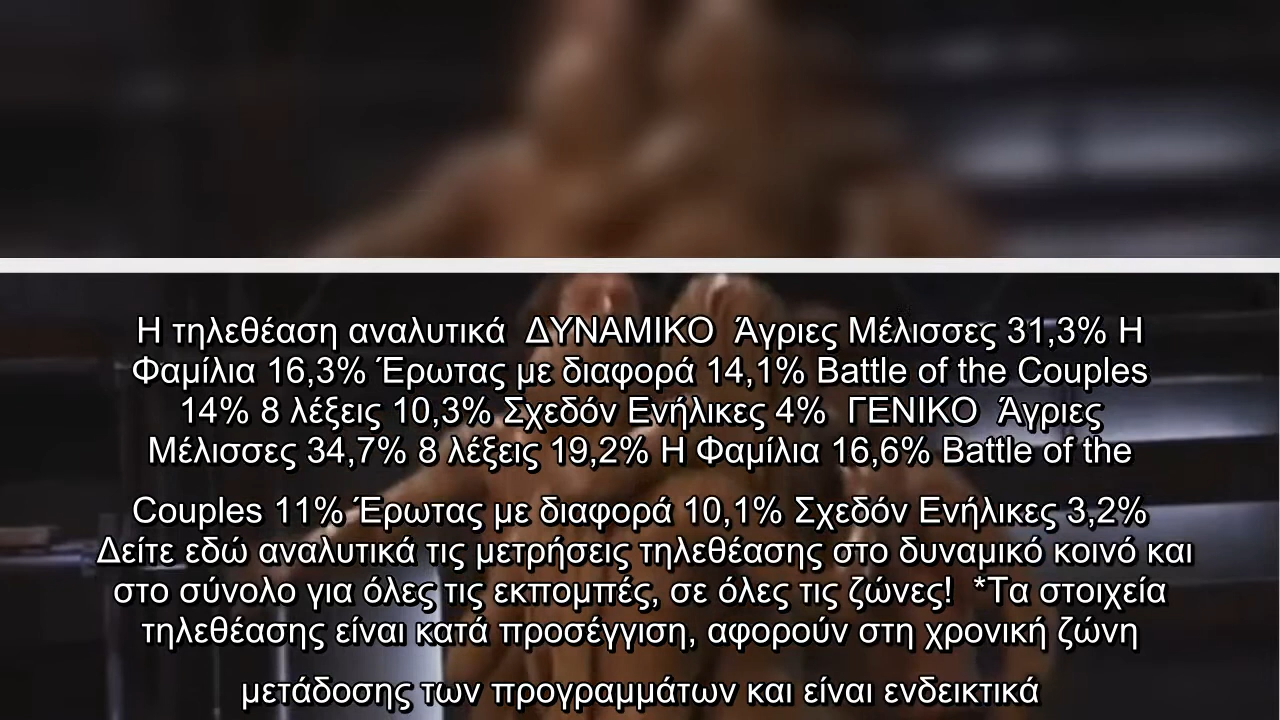 Η τηλεθέαση αναλυτικά  ΔΥΝΑΜΙΚΟ  Άγριες Μέλισσες 31,3% Η
Φαμίλια 16,3% Έρωτας με διαφορά 14,1% Battle of the Couples
14% 8 λέξεις 10,3% Σχεδόν Ενήλικες 4%  ΓΕΝΙΚΟ  Άγριες
Μέλισσες 34,7% 8 λέξεις 19,2% Η Φαμίλια 16,6% Battle of the
Couples 11% Έρωτας με διαφορά 10,1% Σχεδόν Ενήλικες 3,2%
Δείτε εδώ αναλυτικά τις μετρήσεις τηλεθέασης στο δυναμικό κοινό και
στο σύνολο για όλες τις εκπομπές, σε όλες τις ζώνες!  *Τα στοιχεία
τηλεθέασης είναι κατά προσέγγιση, αφορούν στη χρονική ζώνη
μετάδοσης των προγραμμάτων και είναι ενδεικτικά